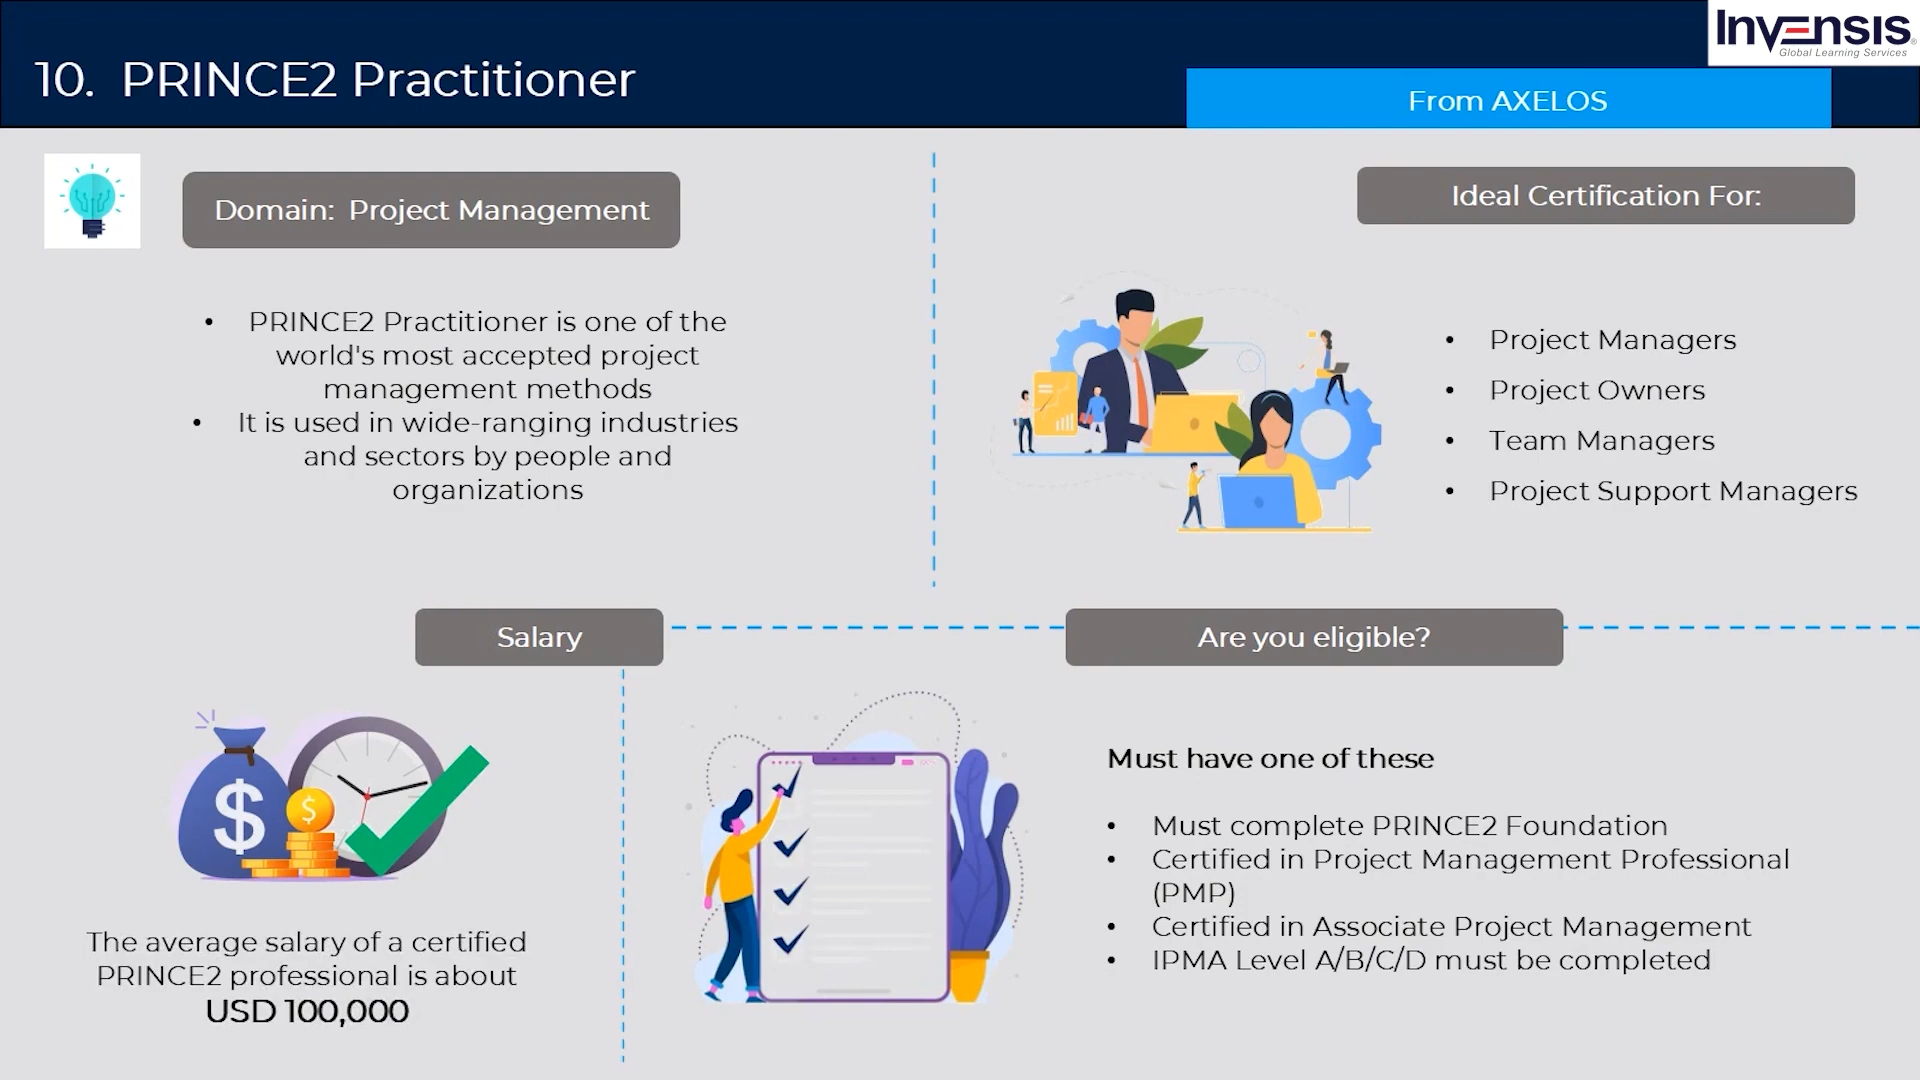 Invensis
Global Learning Services
10. PRINCE2 Practitioner
From AXELOS
Domain: Project Management
• PRINCE2 Practitioner is one of the
world's most accepted project
management methods
• It is used in wide-ranging industries
and sectors by people and
organizations
Ideal Certification For:
• Project Managers
• Project Owners
• Team Managers
• Project Support Managers
Salary
$
$
The average salary of a certified
PRINCE2 professional is about
USD 100,000
Are you eligible?
Must have one of these
• Must complete PRINCE2 Foundation
• Certified in Project Management Professional
(PMP)
• Certified in Associate Project Management
• IPMA Level A/B/C/D must be completed